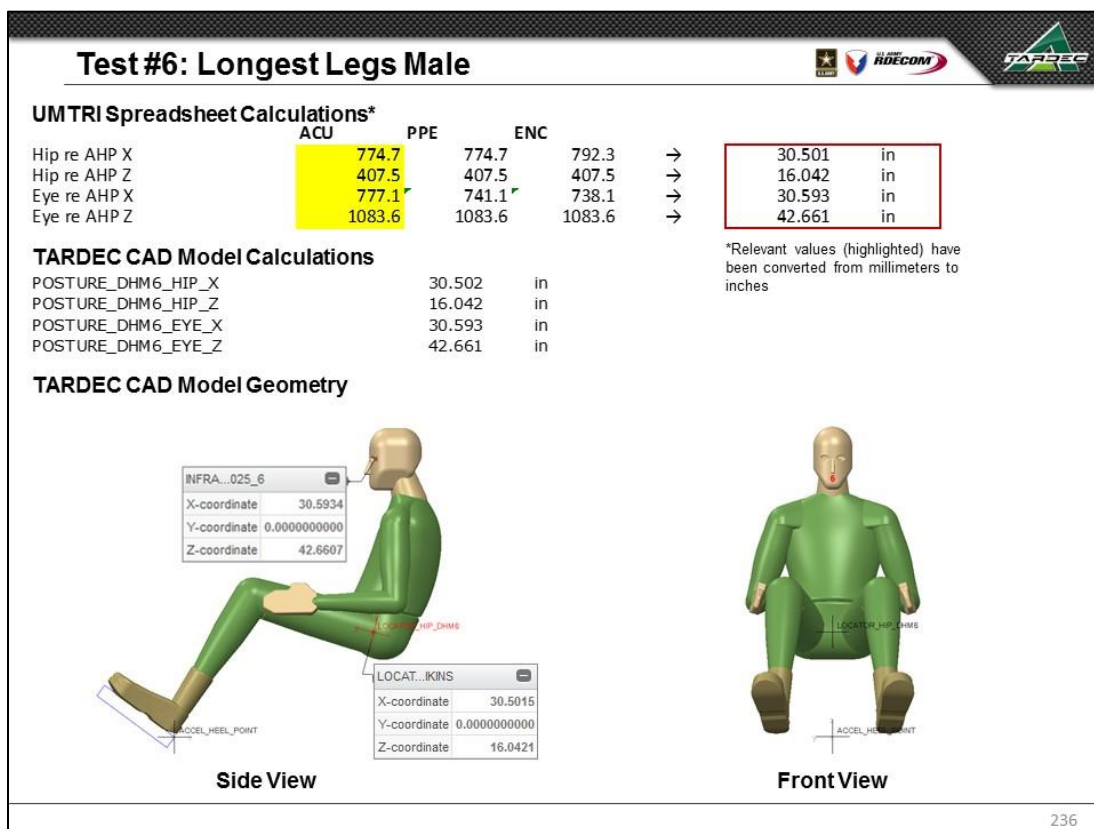 Test #6: Longest Legs Male
U.S. ARMY
U.S. ARMY RDECOM
TARDEC
UMTRI Spreadsheet Calculations*
ACU PPE ENC
Hip re AHP X 774.7 774.7 792.3 → 30.501 in
Hip re AHP Z 407.5 407.5 407.5 → 16.042 in
Eye re AHP X 777.1 741.1 738.1 → 30.593 in
Eye re AHP Z 1083.6 1083.6 1083.6 → 42.661 in
*Relevant values (highlighted) have
been converted from millimeters to
inches
TARDEC CAD Model Calculations
POSTURE_DHM6_HIP_X 30.502 in
POSTURE_DHM6_HIP_Z 16.042 in
POSTURE_DHM6_EYE_X 30.593 in
POSTURE_DHM6_EYE_Z 42.661 in
TARDEC CAD Model Geometry
INFRA...025_6
X-coordinate 30.5934
Y-coordinate 0.0000000000
Z-coordinate 42.6607
6
LOCATOR_HIP_DHM6
LOCATOR_HIP_DHM6
LOCAT...IKINS
X-coordinate 30.5015
Y-coordinate 0.0000000000
Z-coordinate 16.0421
ACCEL_HEEL_POINT
ACCEL_HEEL_POINT
Side View
Front View
236